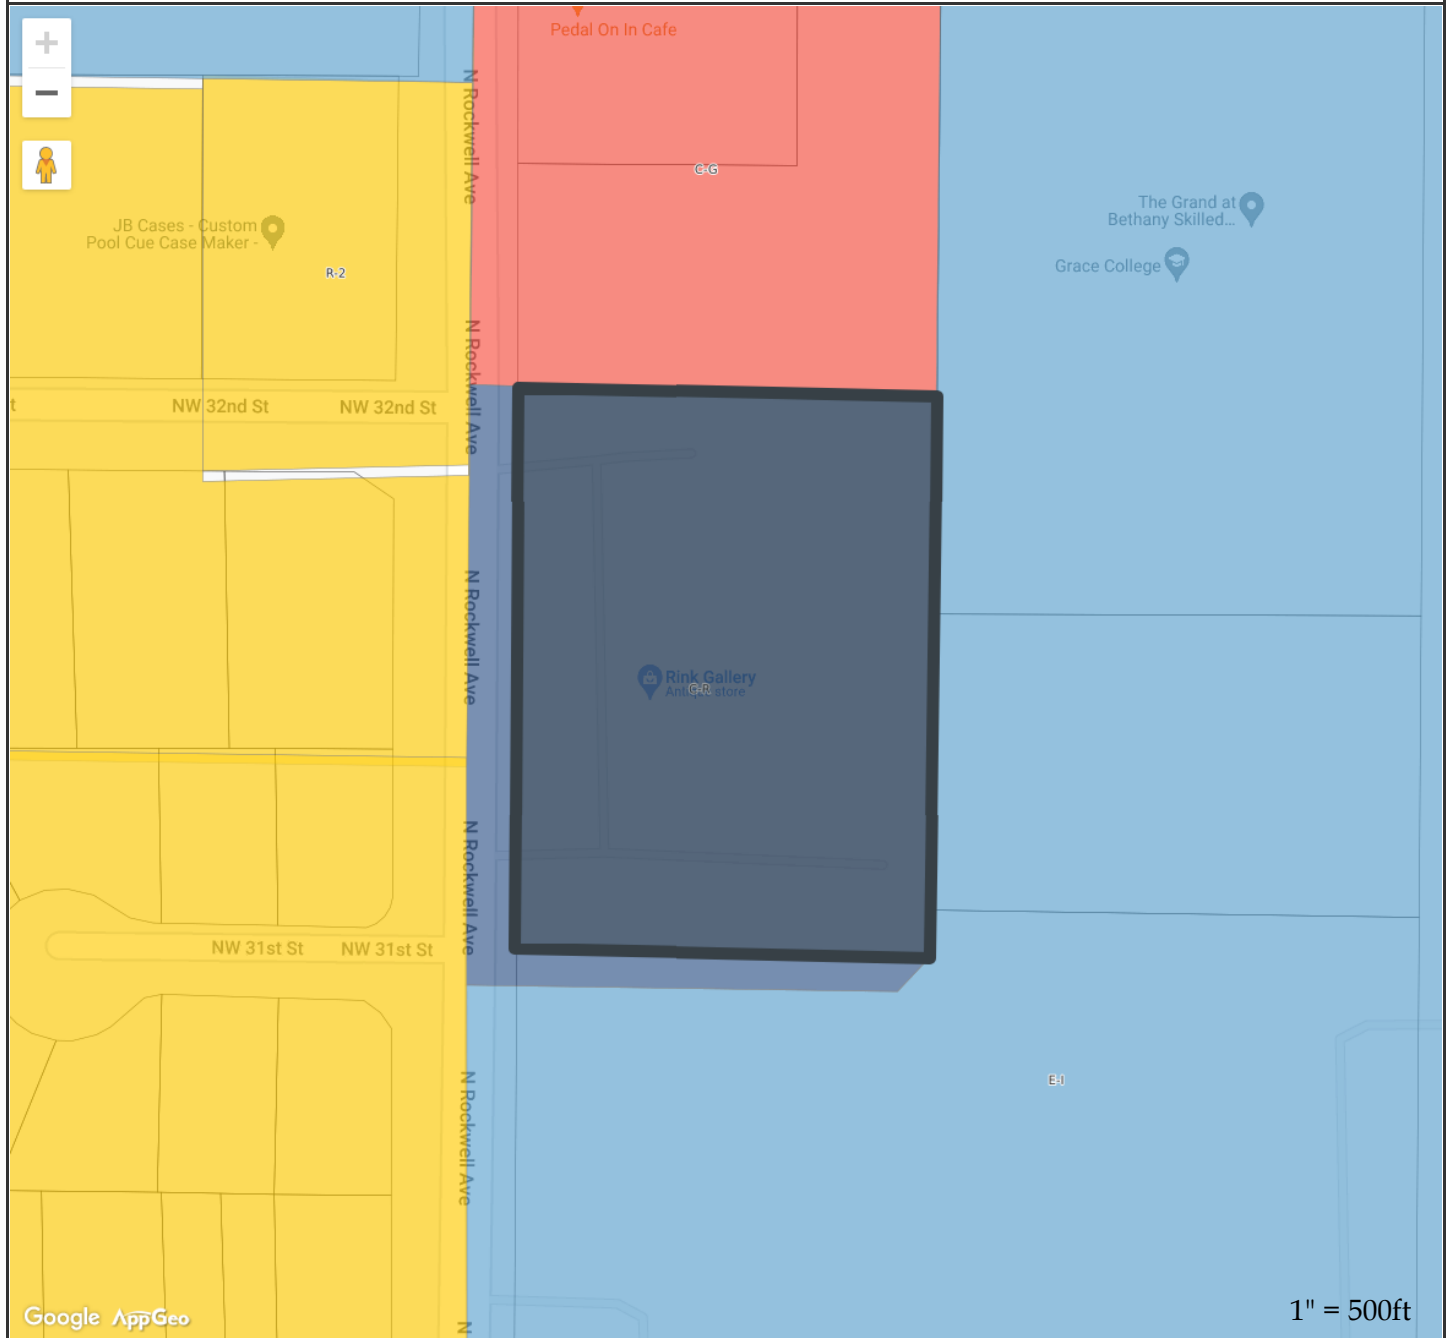 Pedal On In Cafe
N Rockwell Ave
C-G
The Grand at
Bethany Skilled...
JB Cases - Custom
Pool Cue Case Maker -
Grace College
R-2
N Rockwell Ave
t
NW 32nd St
NW 32nd St
N Rockwell Ave
Rink Gallery
Antique store
C-R
N Rockwell Ave
NW 31st St
NW 31st St
E-I
N Rockwell Ave
N
Google AppGeo
1" = 500ft